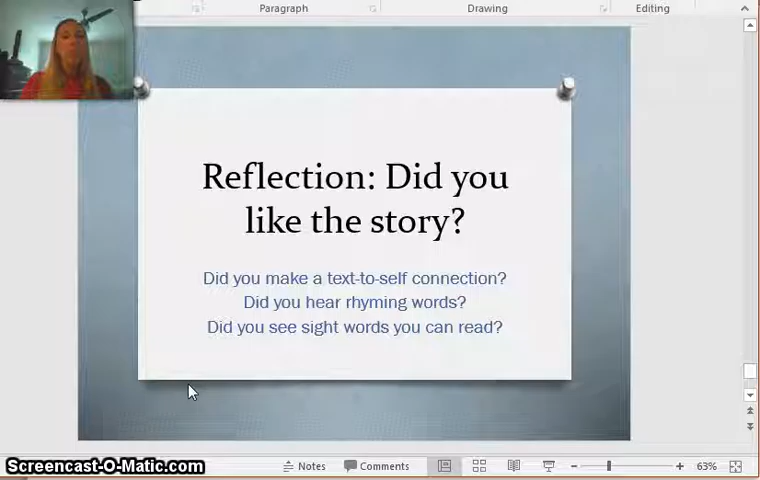 Paragraph Drawing Editing
Reflection: Did you
like the story?
Did you make a text-to-self connection?
Did you hear rhyming words?
Did you see sight words you can read?
Screencast-O-Matic.com Notes Comments 63%